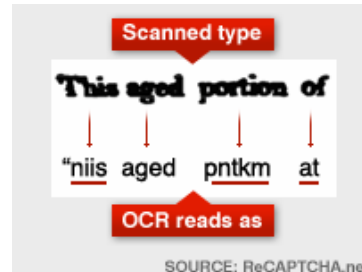 Scanned type
This aged portion of
“niis aged pntkm at
OCR reads as
SOURCE: ReCAPTCHA.ne